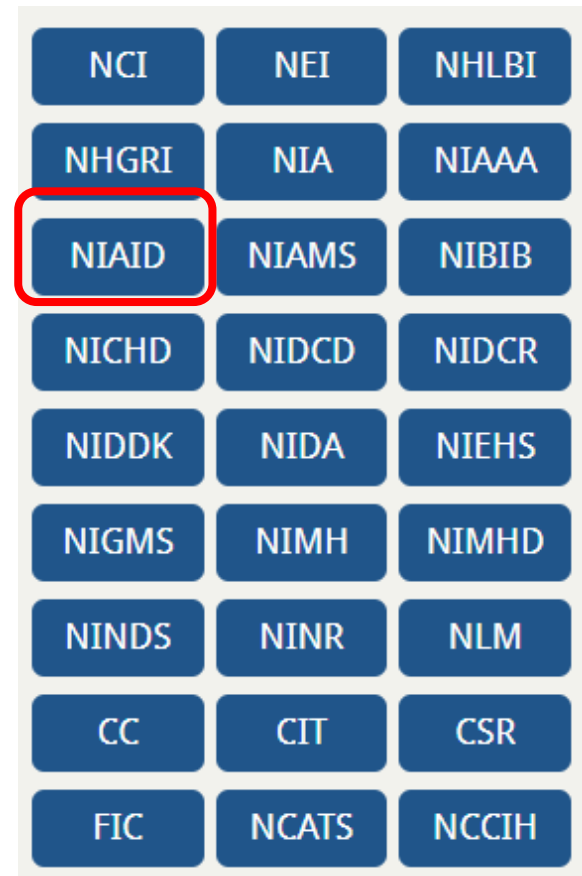 NCI NEI NHLBI
NHGRI NIA NIAAA
NIAID NIAMS NIBIB
NICHD NIDCD NIDCR
NIDDK NIDA NIEHS
NIGMS NIMH NIMHD
NINDS NINR NLM
CC CIT CSR
FIC NCATS NCCIH